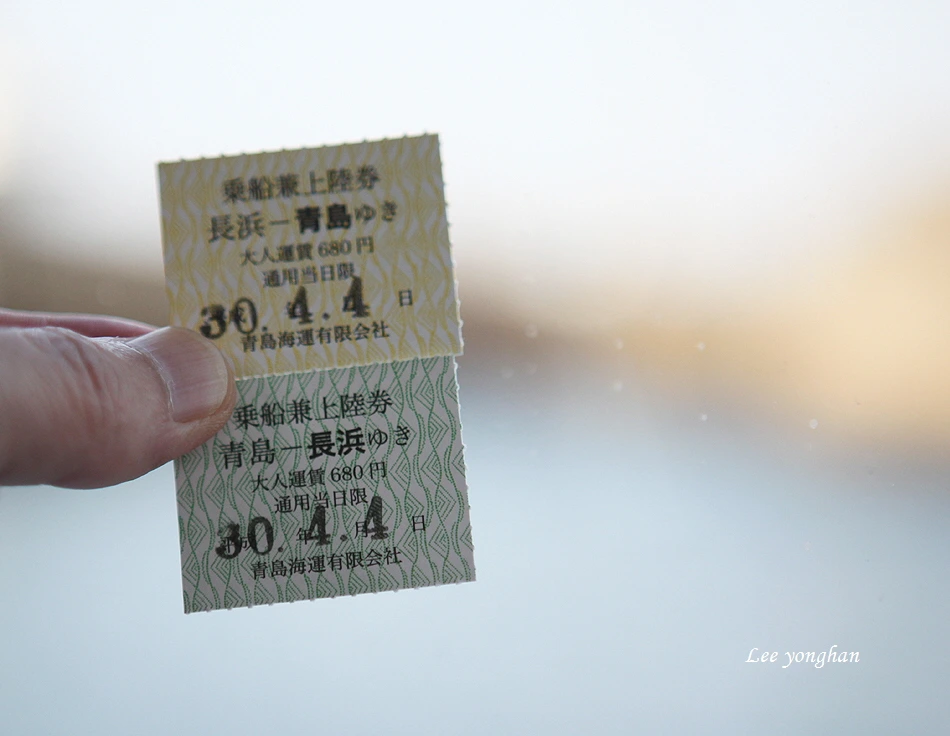 乗船兼上陸券
長浜－青島ゆき
大人運賃 680 円
通用当日限
30. 4. 4 日
青島海運有限会社
乗船兼上陸券
青島－長浜ゆき
大人運賃 680 円
通用当日限
平成 30. 年 4. 月 4 日
青島海運有限会社
Lee yonghan